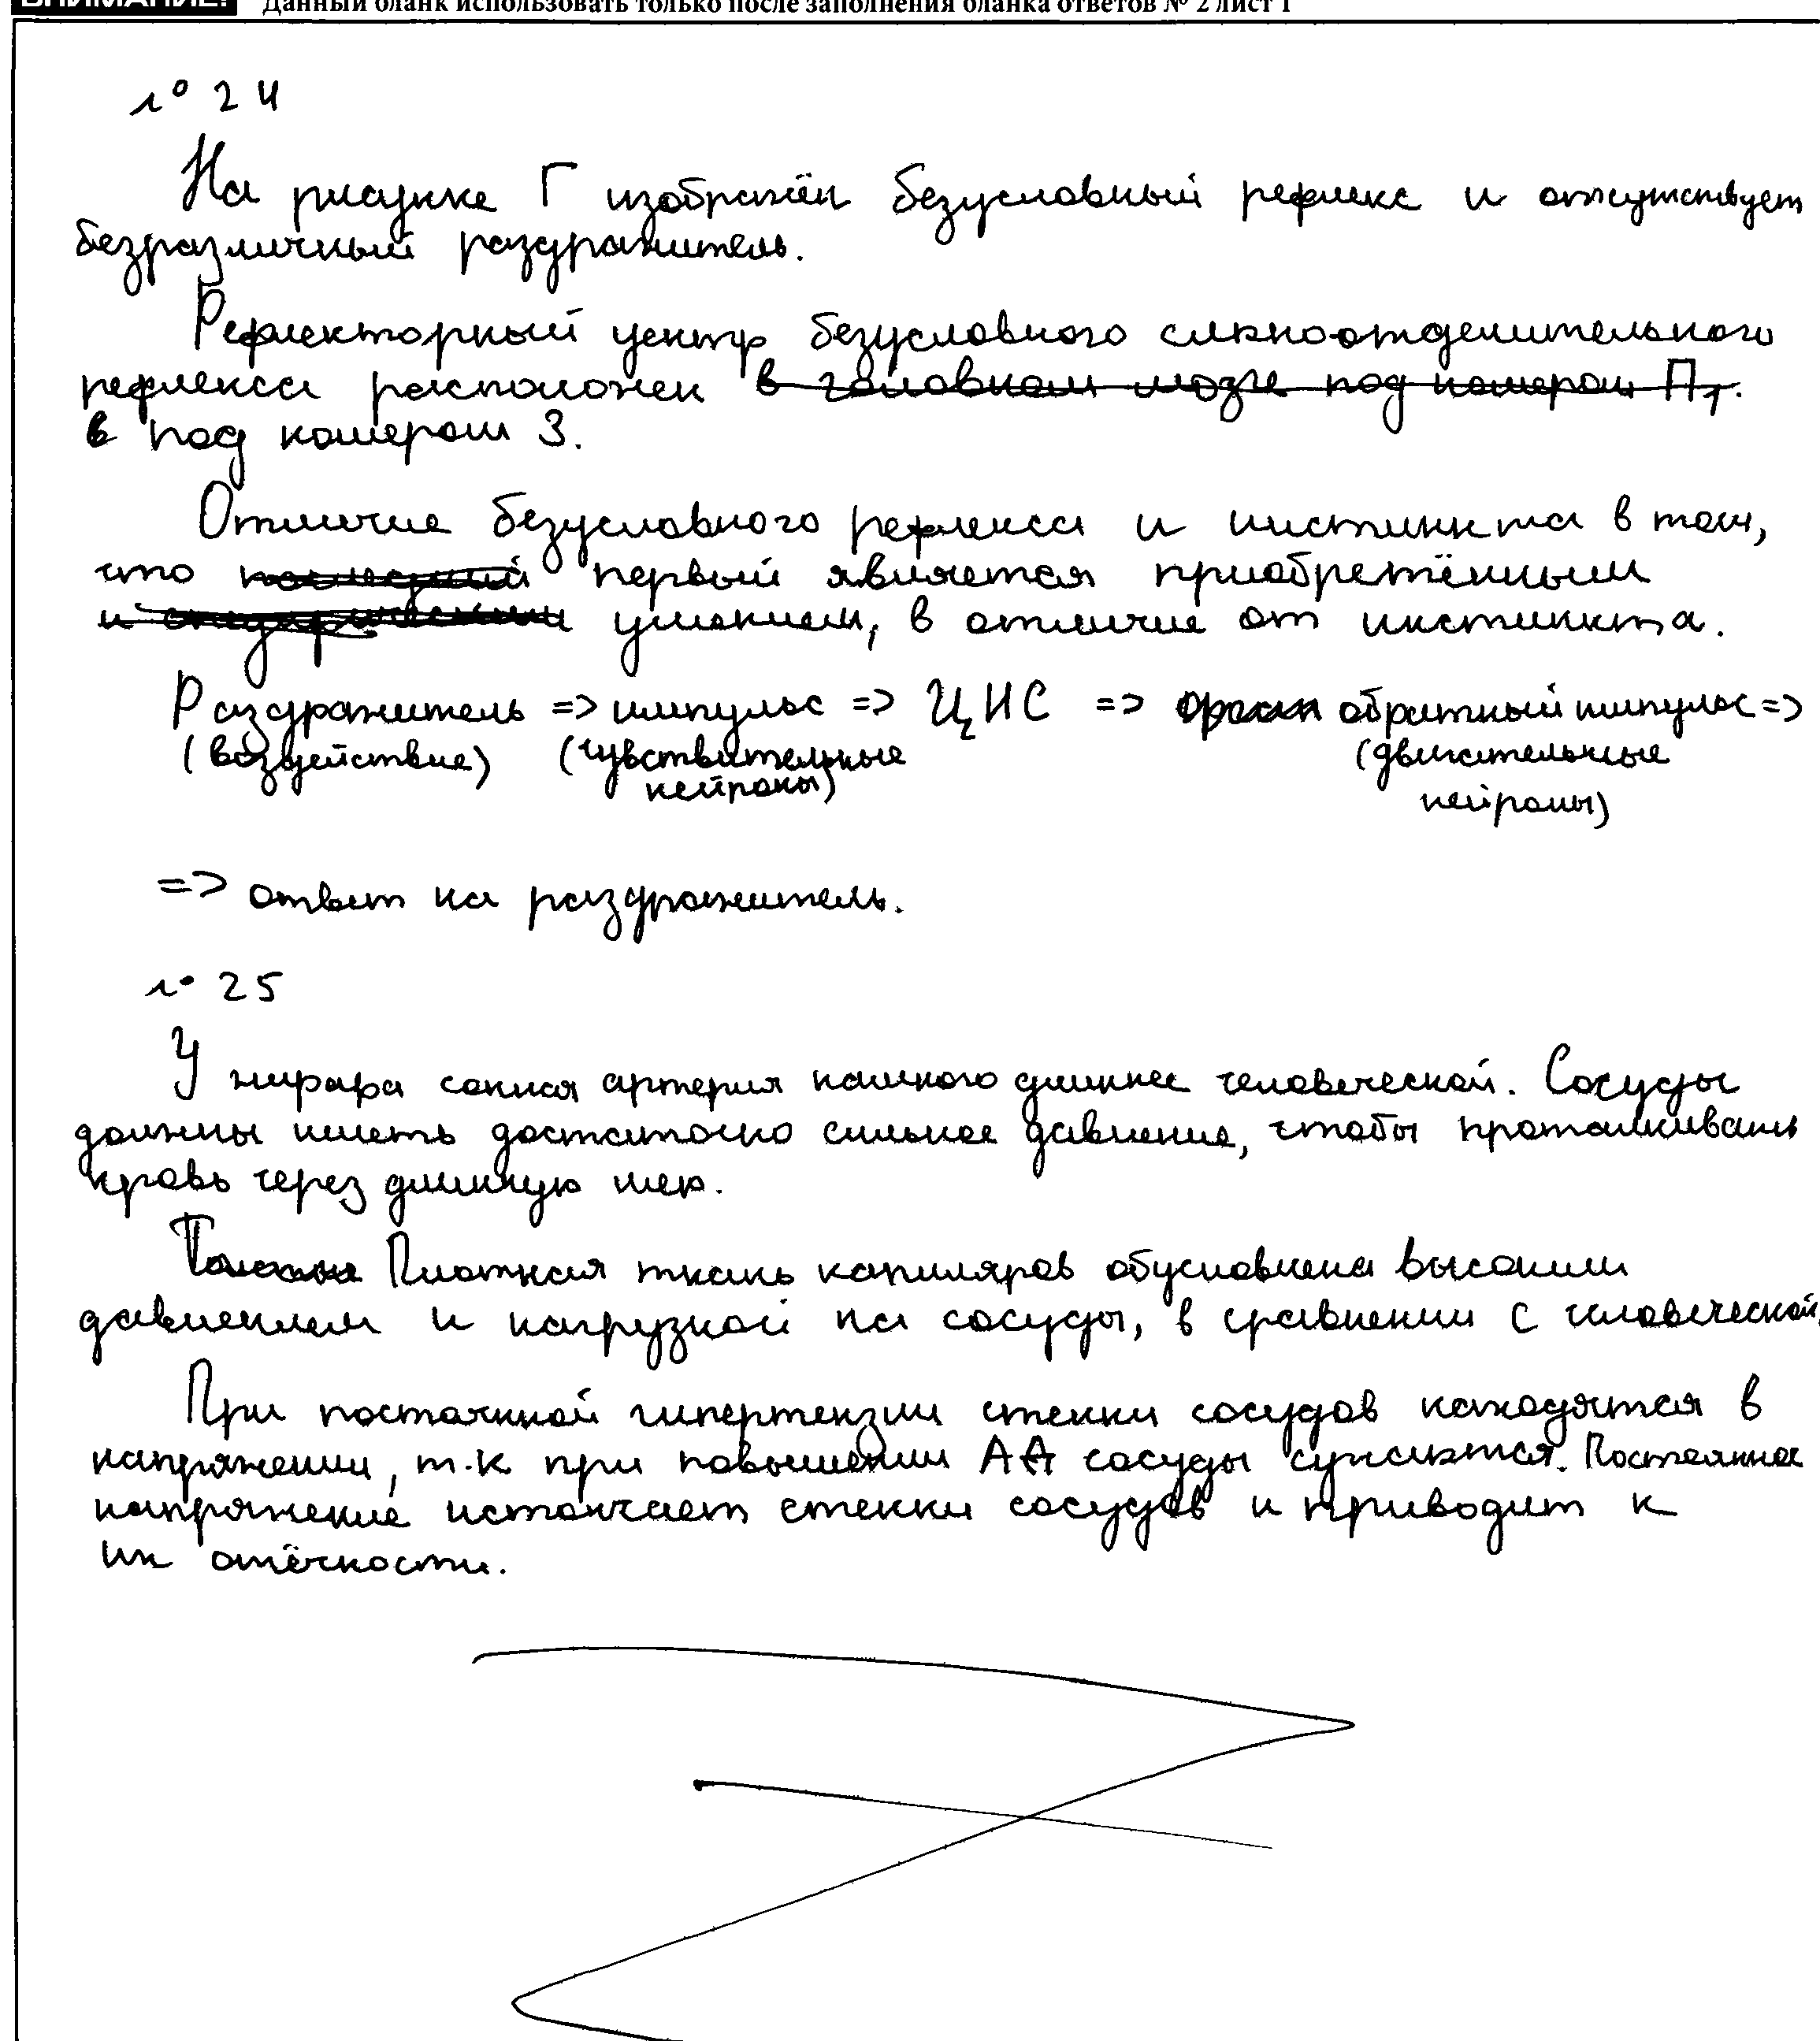 ВНИМАНИЕ! Данный бланк использовать только после заполнения бланка ответов № 2 лист 1
№ 24
На рисунке Г изображён безусловный рефлекс и отсутствует
безразличный раздражитель.
Рефлекторный центр безусловного слюноотделительного
рефлекса расположен в головном мозге под номером П1.
в под номером 3.
Отличие безусловного рефлекса и инстинкта в том,
что последний первый является приобретённым
и умением, в отличие от инстинкта.
Раздражитель => импульс => ЦНС => орган обратный импульс =>
(воздействие) (чувствительные (двигательные
нейроны) нейроны)
=> ответ на раздражитель.
№ 25
У жирафа сонная артерия намного длиннее человеческой. Сосуды
должны иметь достаточно сильное давление, чтобы проталкивать
кровь через длинную шею.
Плотная ткань капиляров обусловлена высоким
давлением и нагрузкой на сосуды, в сравнении с человеческой.
При постоянной гипертензии стенки сосудов находятся в
напряжении, т.к при повышении АД сосуды сужаются. Постоянное
напряжение истончает стенки сосудов и приводит к
их отёчности.